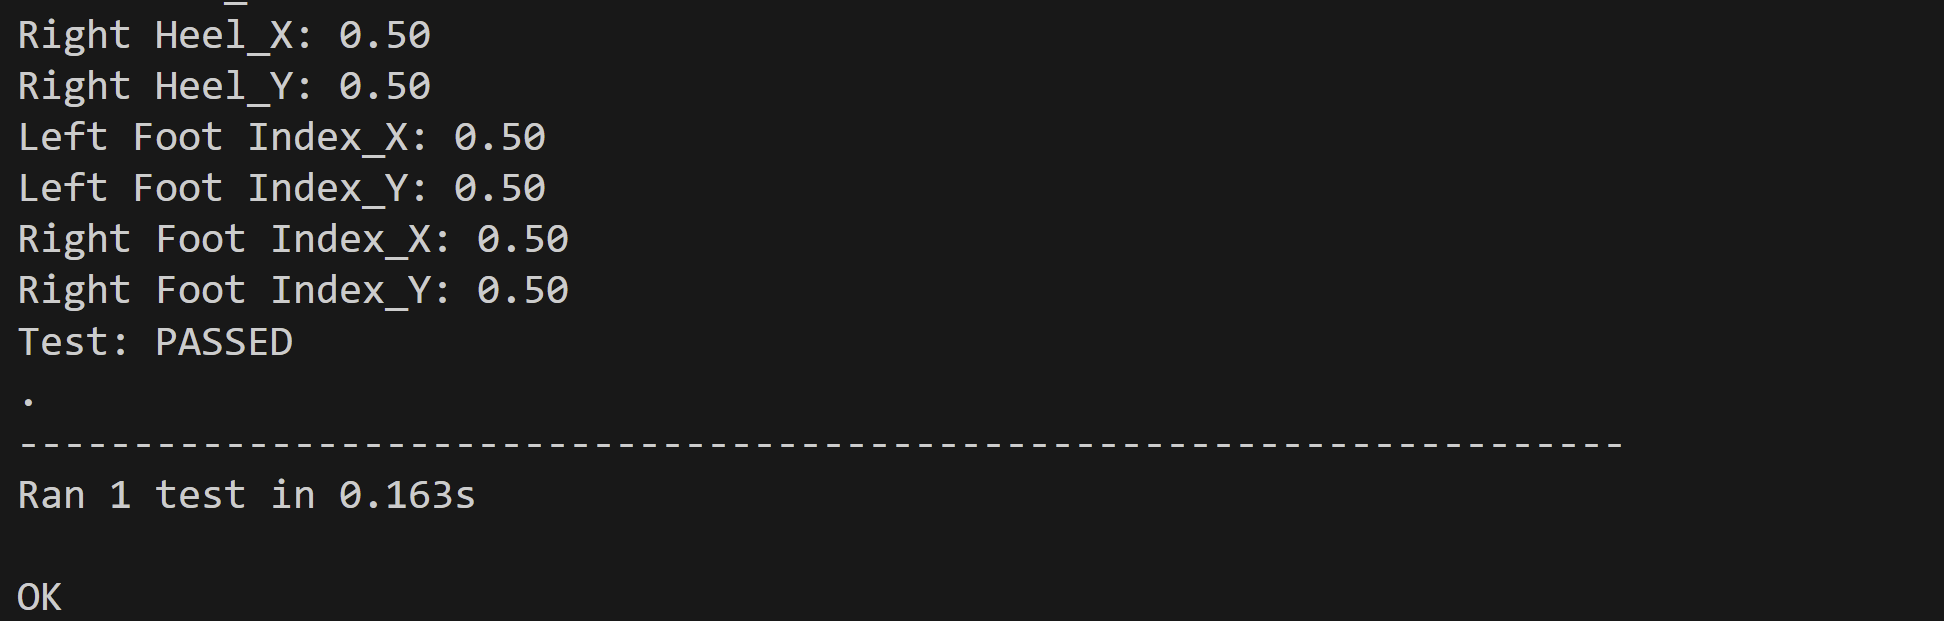 Right Heel_X: 0.50
Right Heel_Y: 0.50
Left Foot Index_X: 0.50
Left Foot Index_Y: 0.50
Right Foot Index_X: 0.50
Right Foot Index_Y: 0.50
Test: PASSED
.
----------------------------------------------------------------------
Ran 1 test in 0.163s
OK